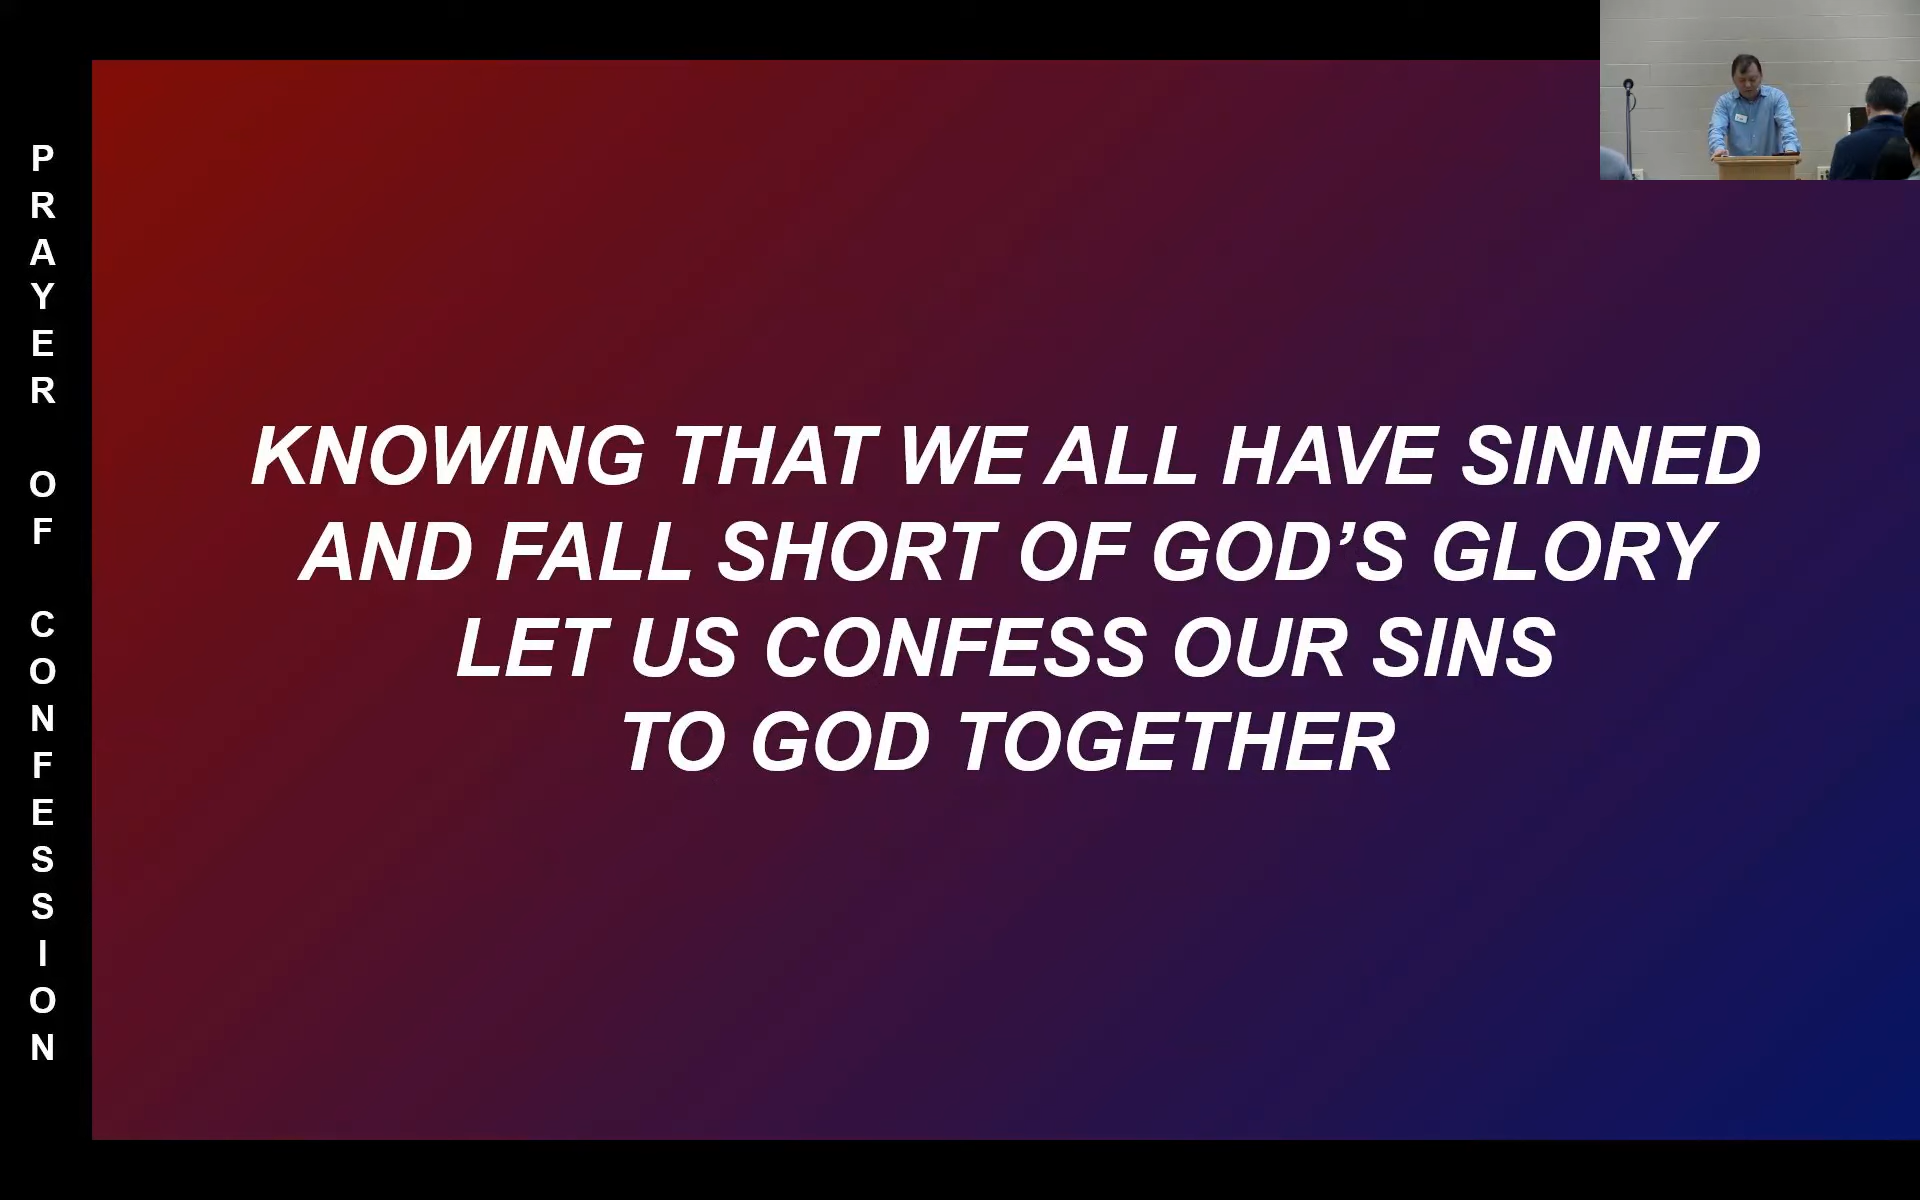 PRAYER OF CONFESSION
KNOWING THAT WE ALL HAVE SINNED
AND FALL SHORT OF GOD’S GLORY
LET US CONFESS OUR SINS
TO GOD TOGETHER